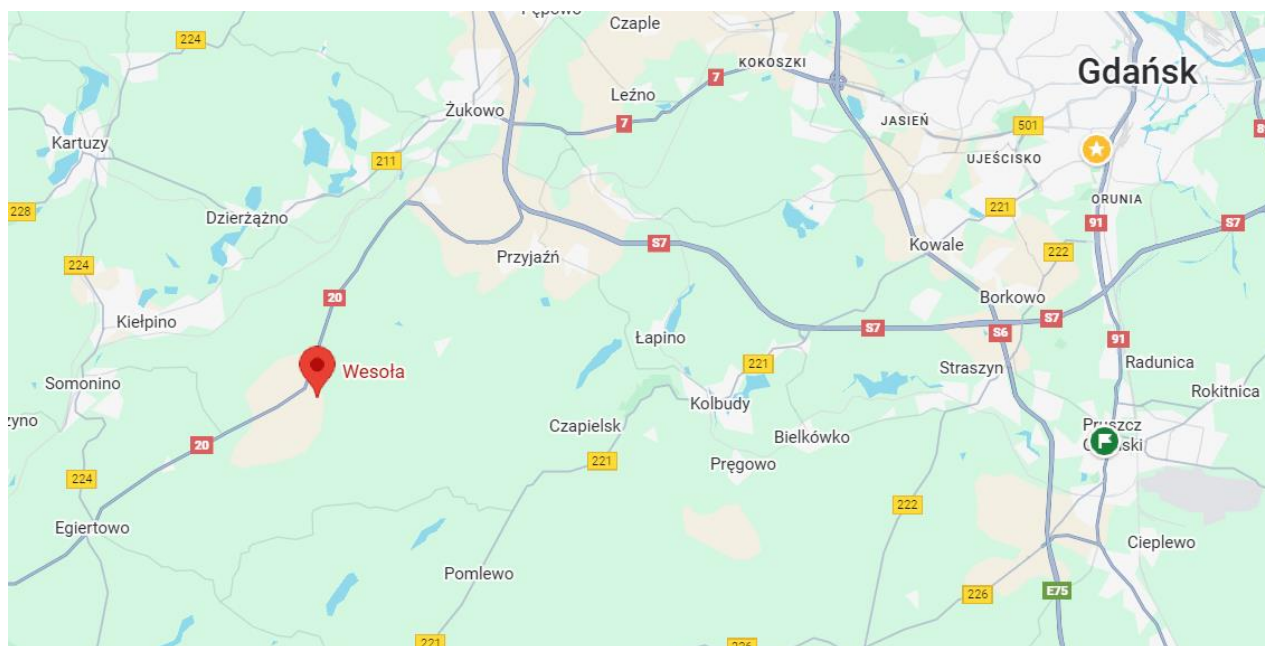 Pępowo
Czaple
224
KOKOSZKI
Gdańsk
7
Leźno
Żukowo
7
JASIEŃ
501
Kartuzy
211
UJEŚCISKO
ORUNIA
228
Dzierżążno
221
91
S7
Kowale
222
S7
Przyjaźń
224
20
Borkowo
Kiełpino
S7
S6
S7
Łapino
91
Radunica
Wesoła
221
Straszyn
Somonino
Rokitnica
Kolbudy
Czapielsk
Bielkówko
20
221
Pręgowo
224
222
Egiertowo
Cieplewo
Pomlewo
226
E75
221
226